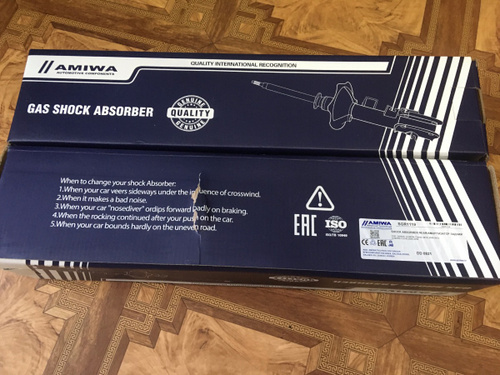 AMIWA
AUTOMOTIVE COMPONENTS
QUALITY INTERNATIONAL RECOGNITION
GAS SHOCK ABSORBER
GENUINE
QUALITY
GENUINE
When to change your shock Absorber:
1.When your car veers sideways under the influence of crosswind.
2.When it makes a bad noise.
3.When your car "nosediver" ordips forward badly on braking.
4.When the rocking continued after your push on the car.
5.When your car bounds hardly on the uneven road.
EAC
ISO
AMIWA